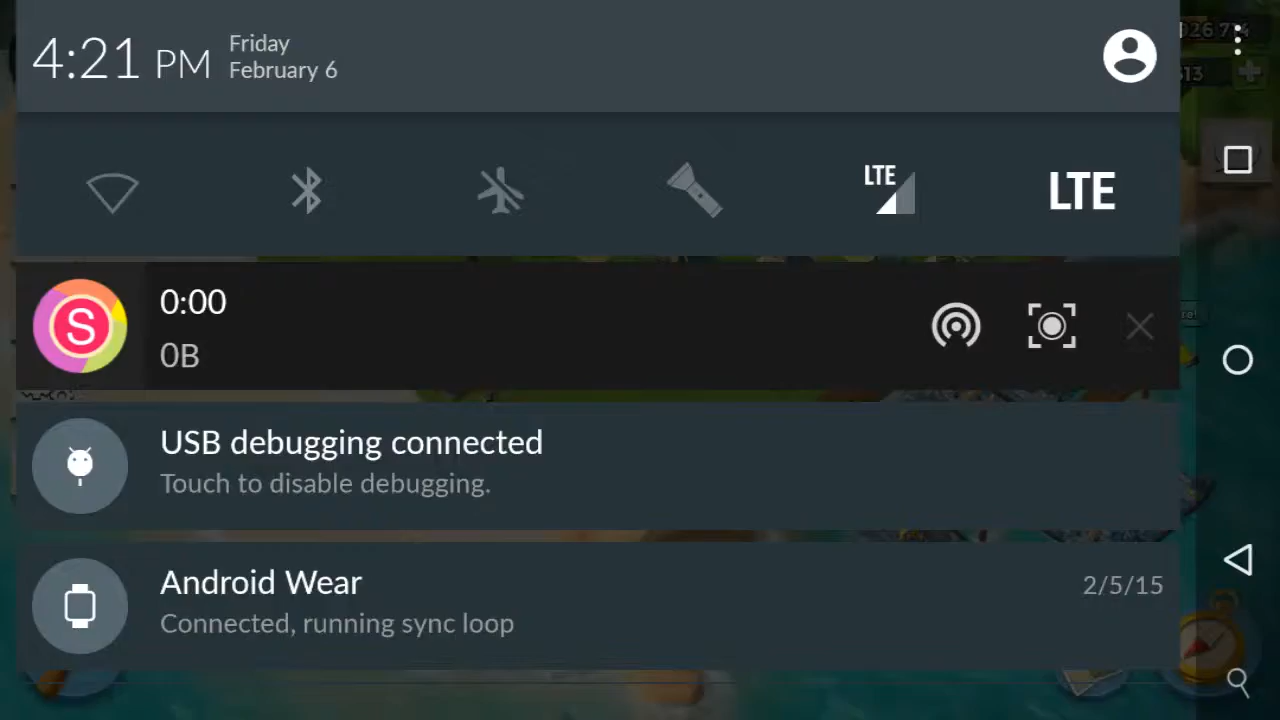 4:21 PM
Friday
February 6
LTE
LTE
S
0:00
0B
USB debugging connected
Touch to disable debugging.
Android Wear
2/5/15
Connected, running sync loop